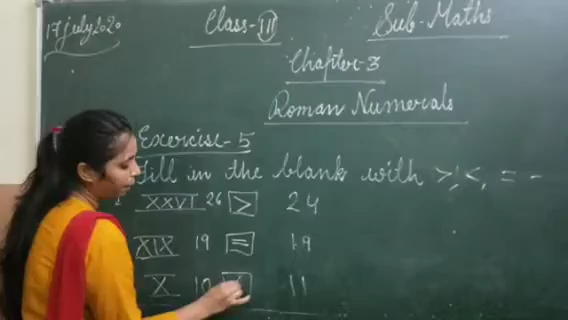 17 July 2020 Class-III Sub-Maths
Chapter-3
Roman Numerals
Exercise-5
Fill in the blank with >, <, = -
XXVI 26 > 24
XIX 19 = 19
X 10 11